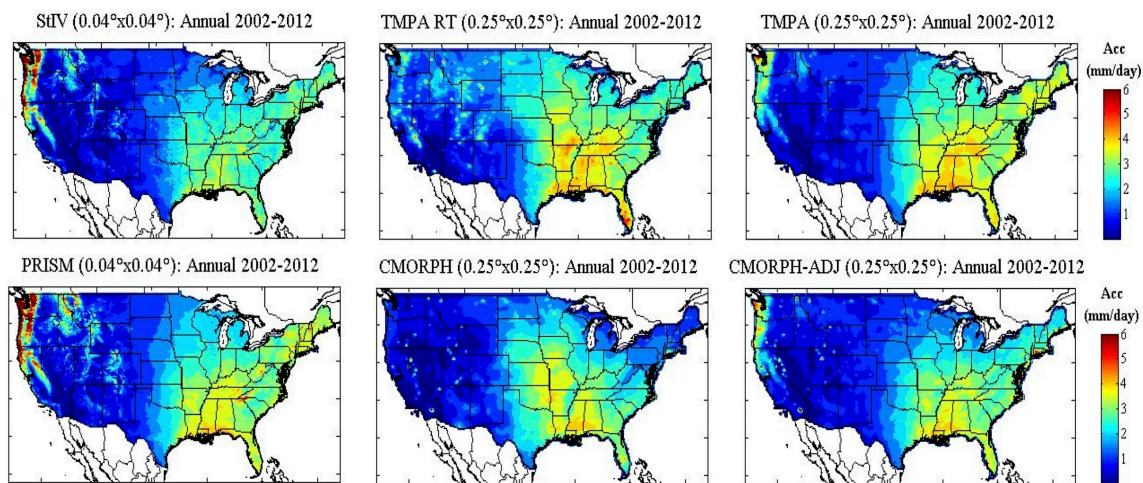 StIV (0.04°x0.04°): Annual 2002-2012
TMPA RT (0.25°x0.25°): Annual 2002-2012
TMPA (0.25°x0.25°): Annual 2002-2012
Acc
(mm/day)
6
5
4
3
2
1
PRISM (0.04°x0.04°): Annual 2002-2012
CMORPH (0.25°x0.25°): Annual 2002-2012
CMORPH-ADJ (0.25°x0.25°): Annual 2002-2012
Acc
(mm/day)
6
5
4
3
2
1